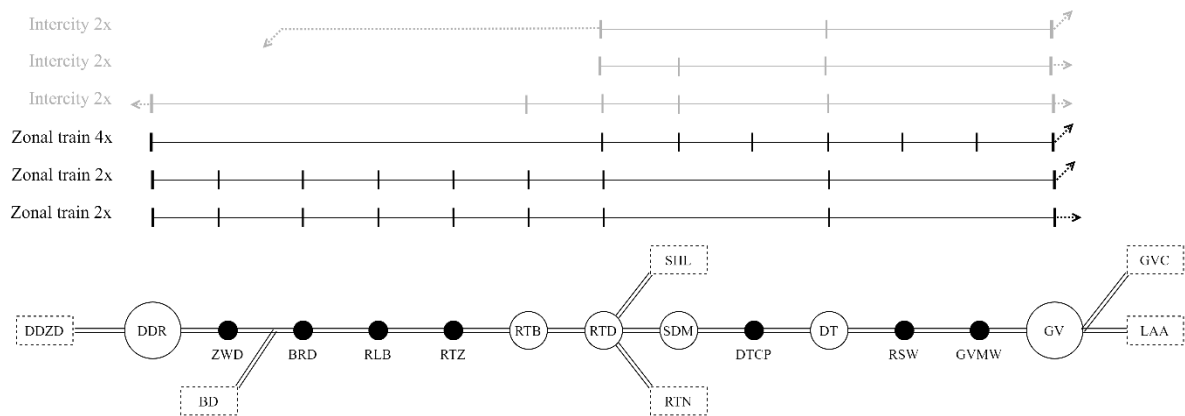 Intercity 2x
Intercity 2x
Intercity 2x
Zonal train 4x
Zonal train 2x
Zonal train 2x
SHL GVC
DDZD DDR RTB RTD SDM DT GV LAA
ZWD BRD RLB RTZ DTCP RSW GVMW
BD RTN